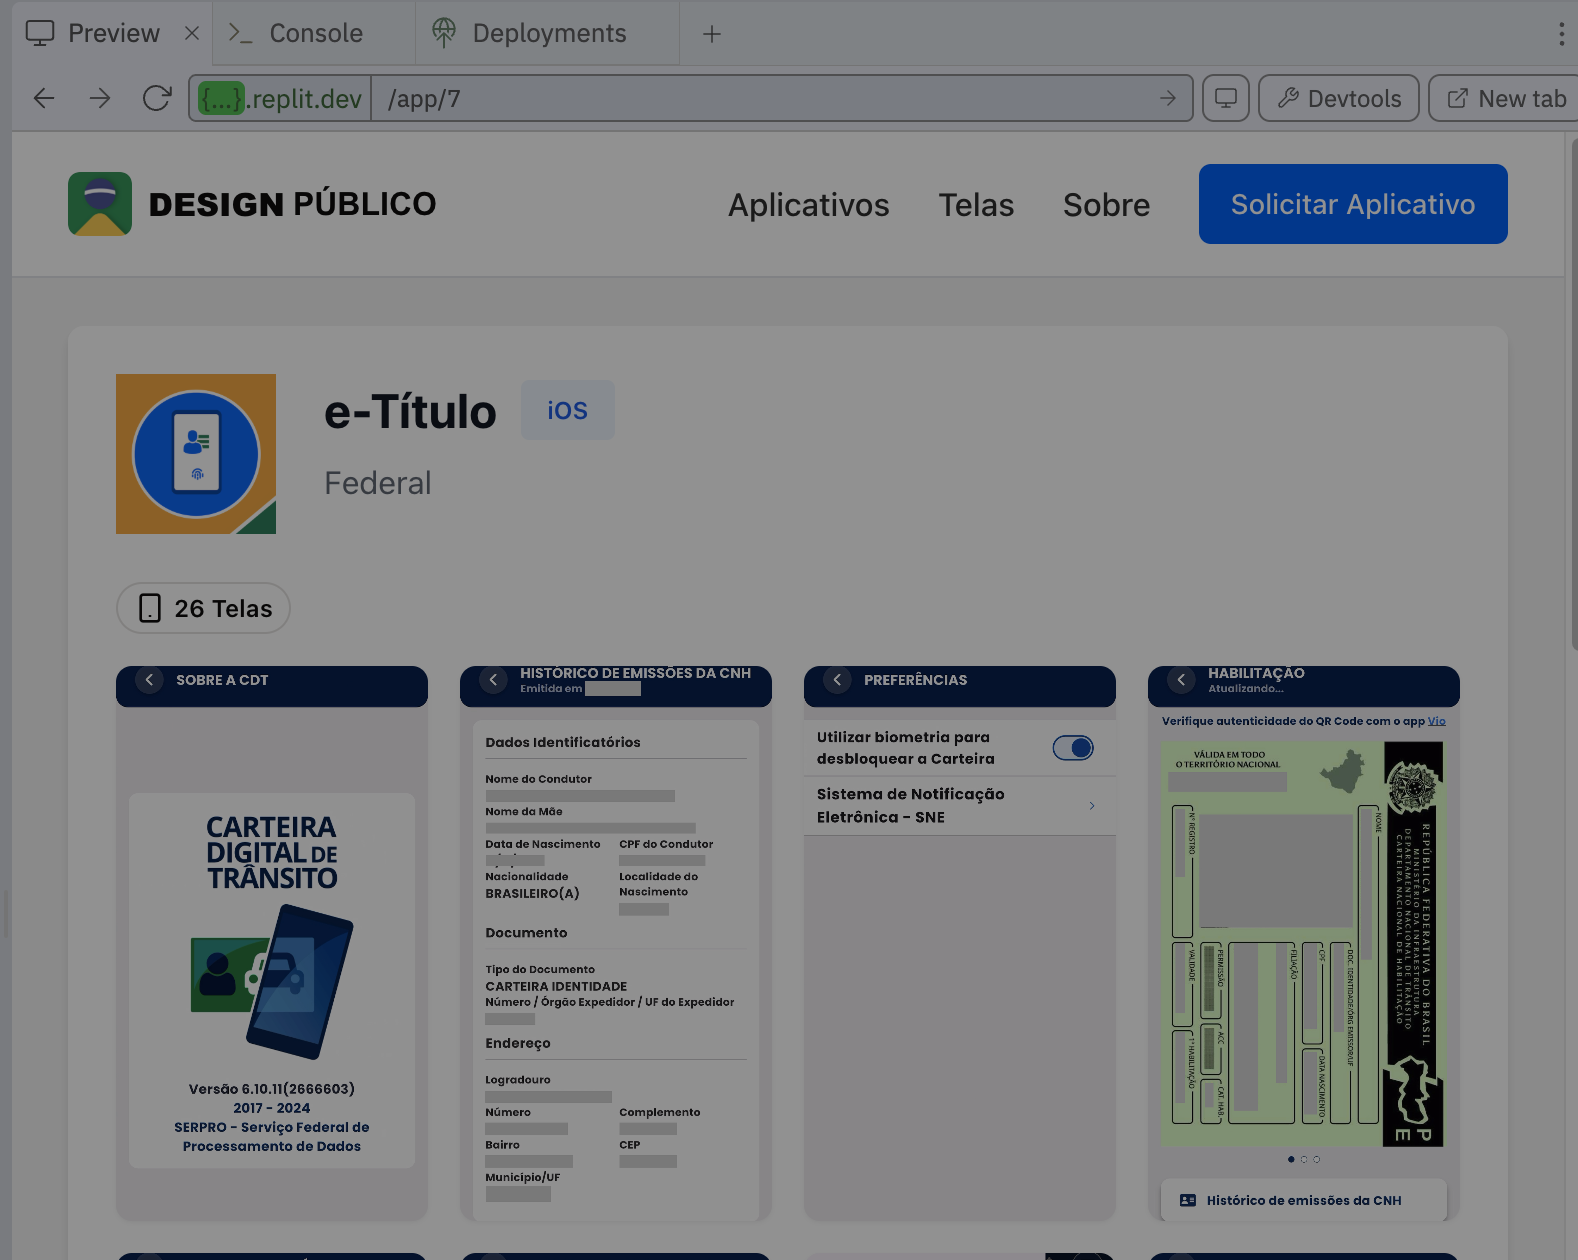 Preview
Console
Deployments
{...}.replit.dev
/app/7
Devtools
New tab
DESIGN PÚBLICO
Aplicativos
Telas
Sobre
Solicitar Aplicativo
e-Título
iOS
Federal
26 Telas
SOBRE A CDT
CARTEIRA
DIGITAL DE
TRÂNSITO
Versão 6.10.11(2666603)
2017 - 2024
SERPRO - Serviço Federal de
Processamento de Dados
HISTÓRICO DE EMISSÕES DA CNH
Emitida em
Dados Identificatórios
Nome do Condutor
Nome da Mãe
Data de Nascimento
CPF do Condutor
Nacionalidade
BRASILEIRO(A)
Localidade do
Nascimento
Documento
Tipo do Documento
CARTEIRA IDENTIDADE
Número / Órgão Expedidor / UF do Expedidor
Endereço
Logradouro
Número
Complemento
Bairro
CEP
Município/UF
PREFERÊNCIAS
Utilizar biometria para
desbloquear a Carteira
Sistema de Notificação
Eletrônica - SNE
HABILITAÇÃO
Atualizando...
Verifique autenticidade do QR Code com o app Vio
VÁLIDA EM TODO
O TERRITÓRIO NACIONAL
REPÚBLICA FEDERATIVA DO BRASIL
MINISTÉRIO DA INFRAESTRUTURA
DEPARTAMENTO NACIONAL DE TRÂNSITO
CARTEIRA NACIONAL DE HABILITAÇÃO
NOME
DOC. IDENTIDADE/ÓRG EMISSOR/UF
CPF
DATA NASCIMENTO
FILIAÇÃO
PERMISSÃO
ACC
CAT. HAB.
Nº REGISTRO
VALIDADE
1ª HABILITAÇÃO
PE
Histórico de emissões da CNH